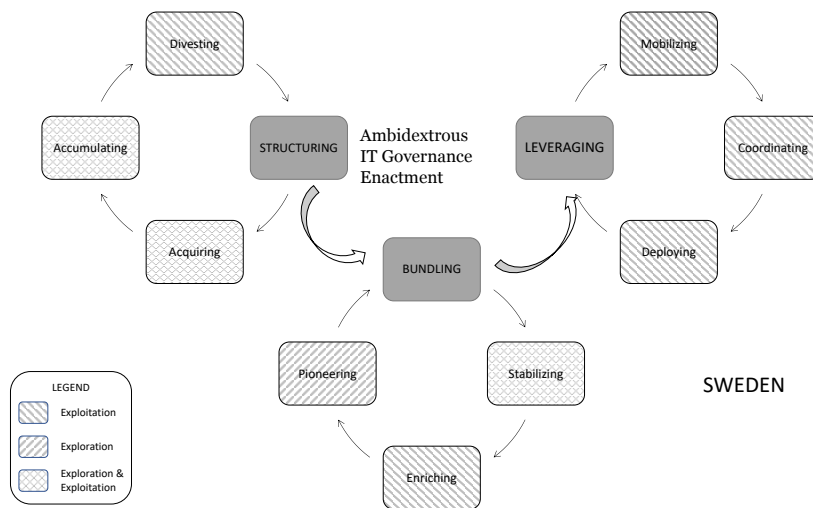 Divesting
Mobilizing
Accumulating
STRUCTURING
Ambidextrous
IT Governance
Enactment
LEVERAGING
Coordinating
Acquiring
Deploying
BUNDLING
Pioneering
Stabilizing
SWEDEN
LEGEND
Exploitation
Exploration
Exploration &
Exploitation
Enriching